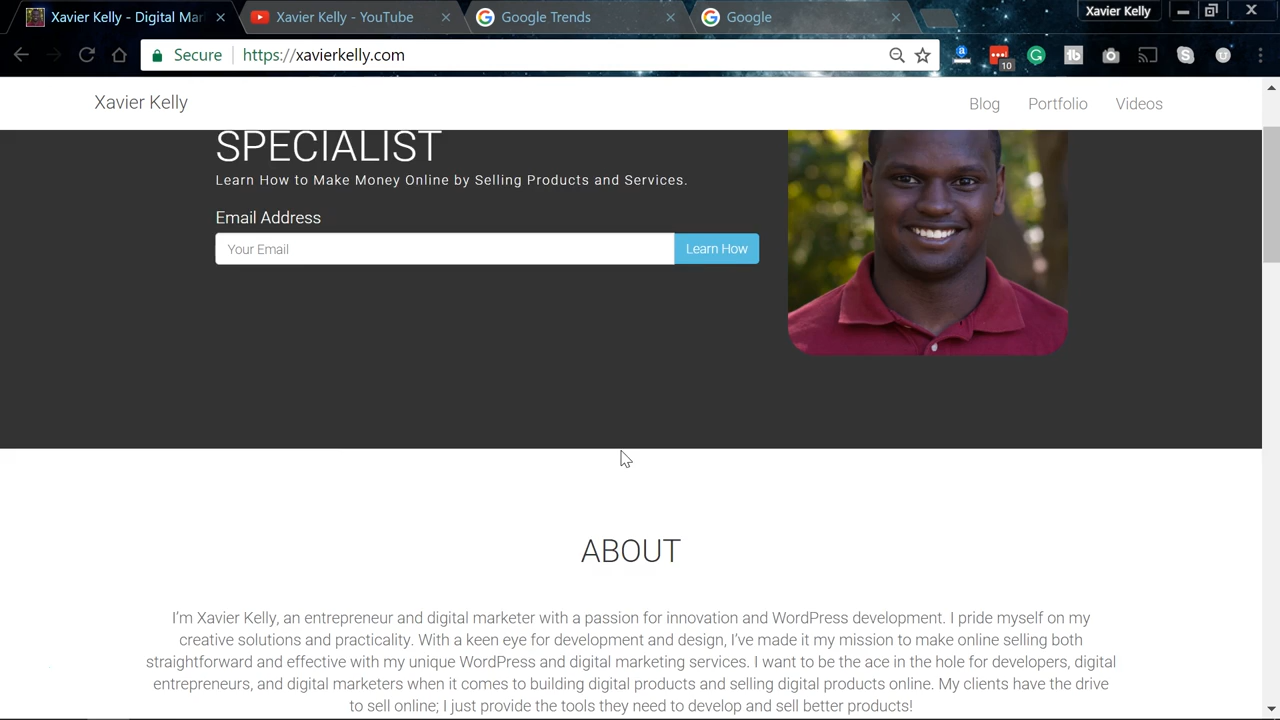 Xavier Kelly - Digital Mar
Xavier Kelly - YouTube
Google Trends
Google
Xavier Kelly
Secure
https://xavierkelly.com
10
Xavier Kelly
Blog
Portfolio
Videos
SPECIALIST
Learn How to Make Money Online by Selling Products and Services.
Email Address
Your Email
Learn How
ABOUT
I'm Xavier Kelly, an entrepreneur and digital marketer with a passion for innovation and WordPress development. I pride myself on my
creative solutions and practicality. With a keen eye for development and design, I've made it my mission to make online selling both
straightforward and effective with my unique WordPress and digital marketing services. I want to be the ace in the hole for developers, digital
entrepreneurs, and digital marketers when it comes to building digital products and selling digital products online. My clients have the drive
to sell online; I just provide the tools they need to develop and sell better products!